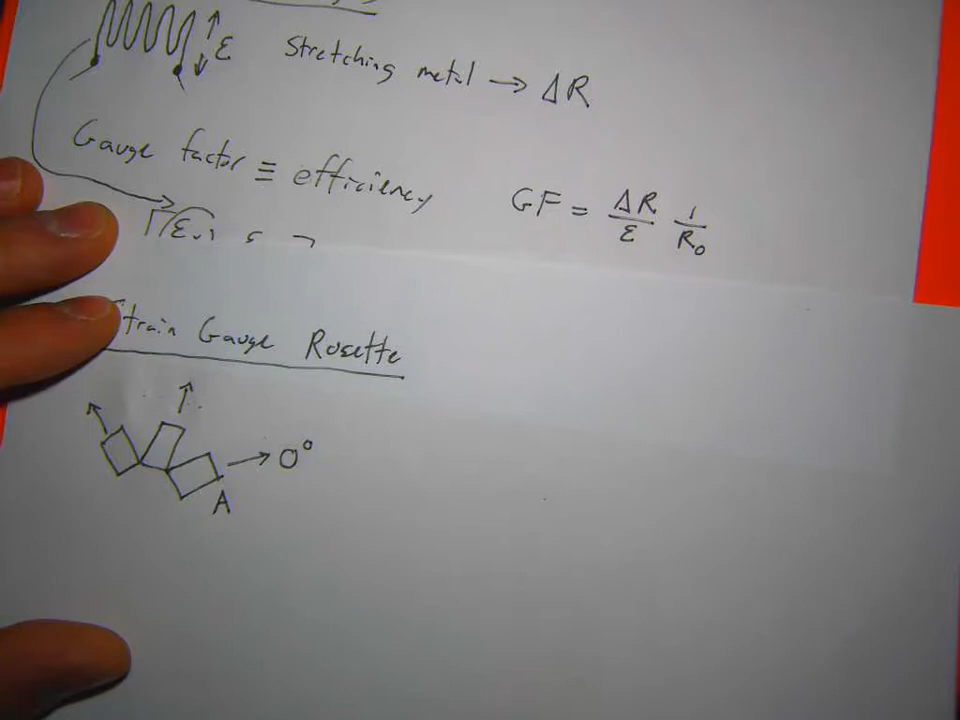 ε Stretching metal → ΔR
Gauge factor ≡ efficiency GF = ΔR/ε 1/R₀
Strain Gauge Rosette
0°
A